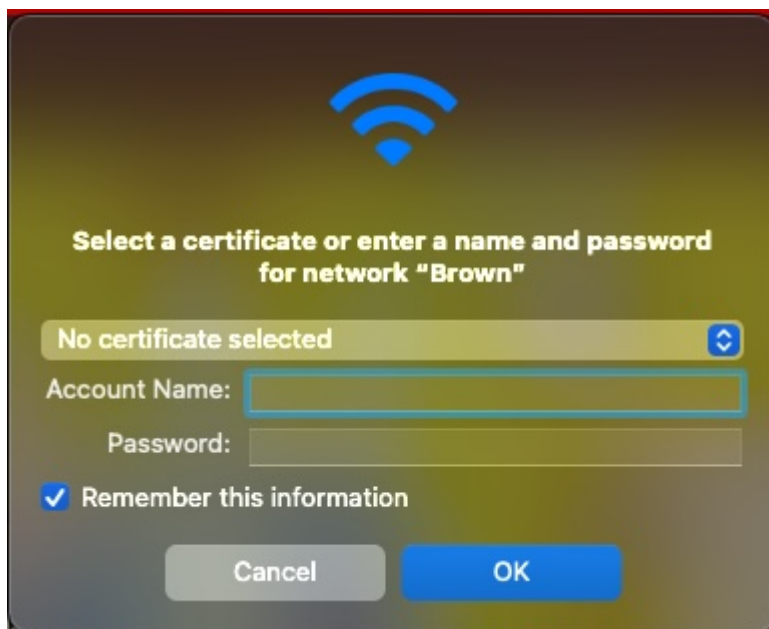 Select a certificate or enter a name and password
for network “Brown”
No certificate selected
Account Name:
Password:
Remember this information
Cancel
OK